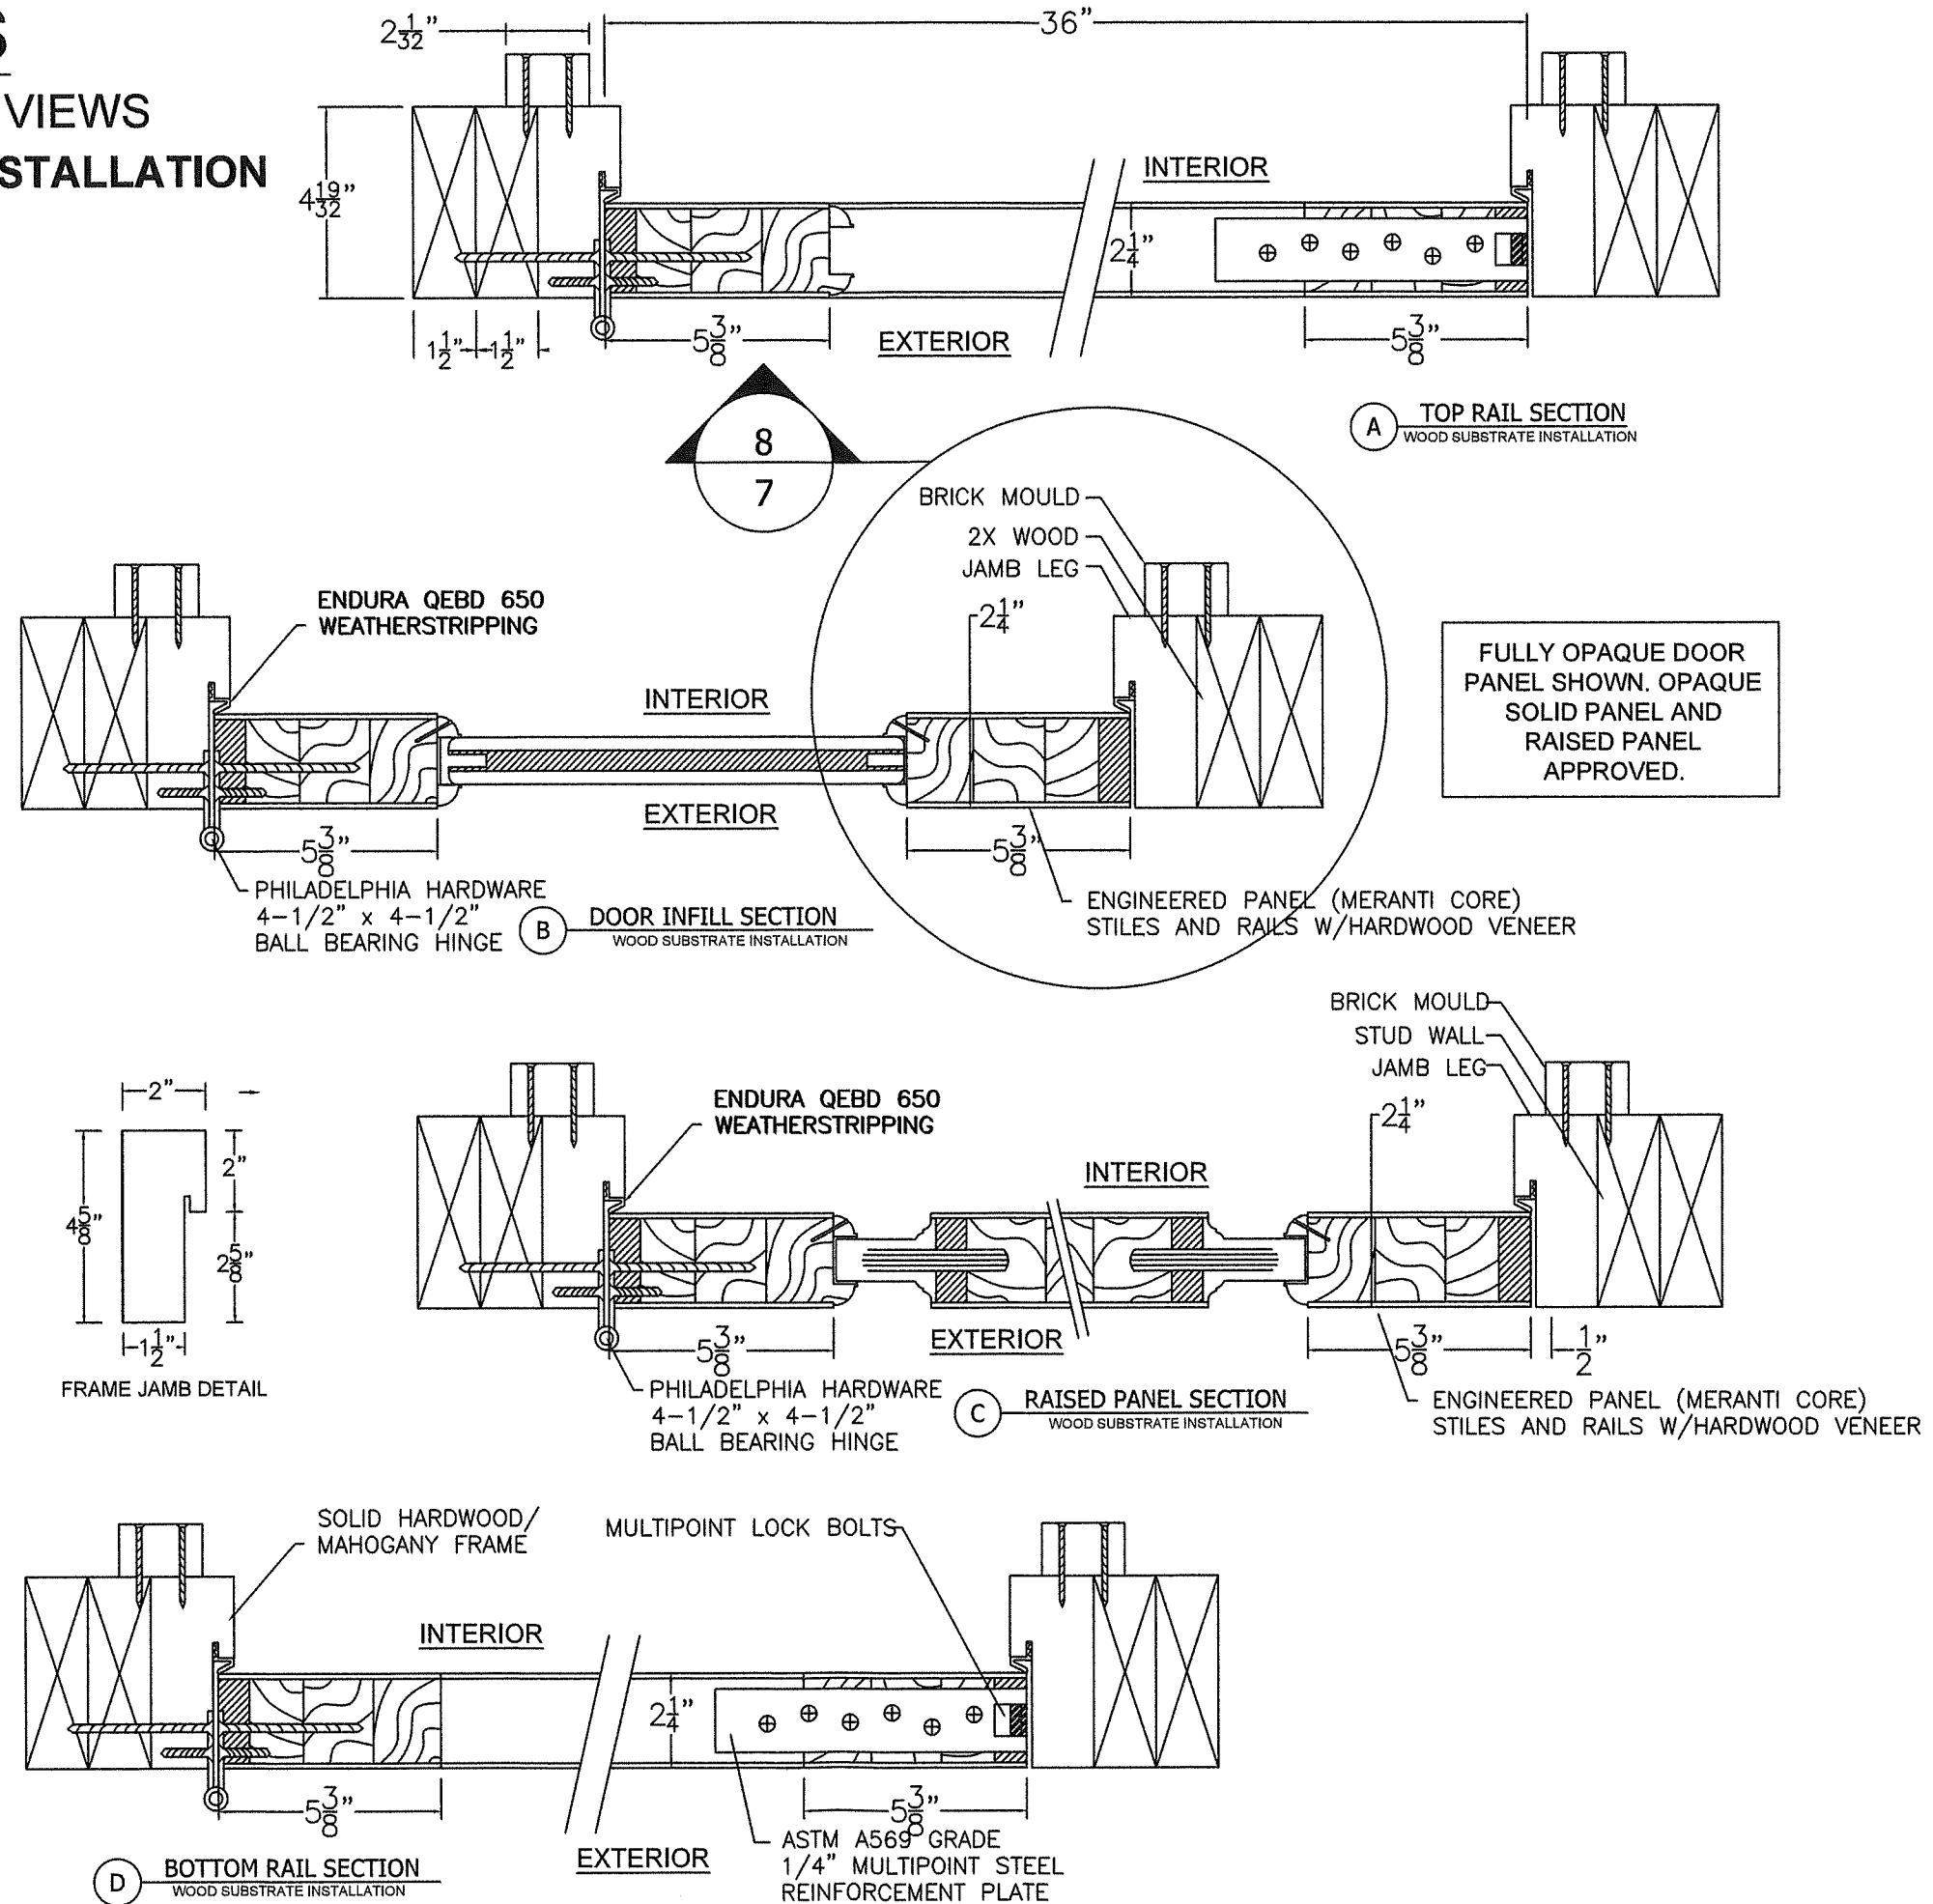 S
VIEWS
STALLATION
2 1/32"
36"
4 19/32"
INTERIOR
2 1/4"
1 1/2" 1 1/2"
5 3/8"
EXTERIOR
5 3/8"
A TOP RAIL SECTION
WOOD SUBSTRATE INSTALLATION
8
7
BRICK MOULD
2X WOOD
JAMB LEG
ENDURA QEBD 650
WEATHERSTRIPPING
2 1/4"
INTERIOR
EXTERIOR
FULLY OPAQUE DOOR
PANEL SHOWN. OPAQUE
SOLID PANEL AND
RAISED PANEL
APPROVED.
5 3/8"
5 3/8"
PHILADELPHIA HARDWARE
4-1/2" x 4-1/2"
BALL BEARING HINGE
B DOOR INFILL SECTION
WOOD SUBSTRATE INSTALLATION
ENGINEERED PANEL (MERANTI CORE)
STILES AND RAILS W/HARDWOOD VENEER
BRICK MOULD
STUD WALL
JAMB LEG
2"
2"
4 5/8"
2 5/8"
1 1/2"
FRAME JAMB DETAIL
ENDURA QEBD 650
WEATHERSTRIPPING
2 1/4"
INTERIOR
EXTERIOR
5 3/8"
5 3/8"
1/2"
PHILADELPHIA HARDWARE
4-1/2" x 4-1/2"
BALL BEARING HINGE
C RAISED PANEL SECTION
WOOD SUBSTRATE INSTALLATION
ENGINEERED PANEL (MERANTI CORE)
STILES AND RAILS W/HARDWOOD VENEER
SOLID HARDWOOD/
MAHOGANY FRAME
MULTIPOINT LOCK BOLTS
INTERIOR
2 1/4"
5 3/8"
5 3/8"
EXTERIOR
ASTM A569 GRADE
1/4" MULTIPOINT STEEL
REINFORCEMENT PLATE
D BOTTOM RAIL SECTION
WOOD SUBSTRATE INSTALLATION